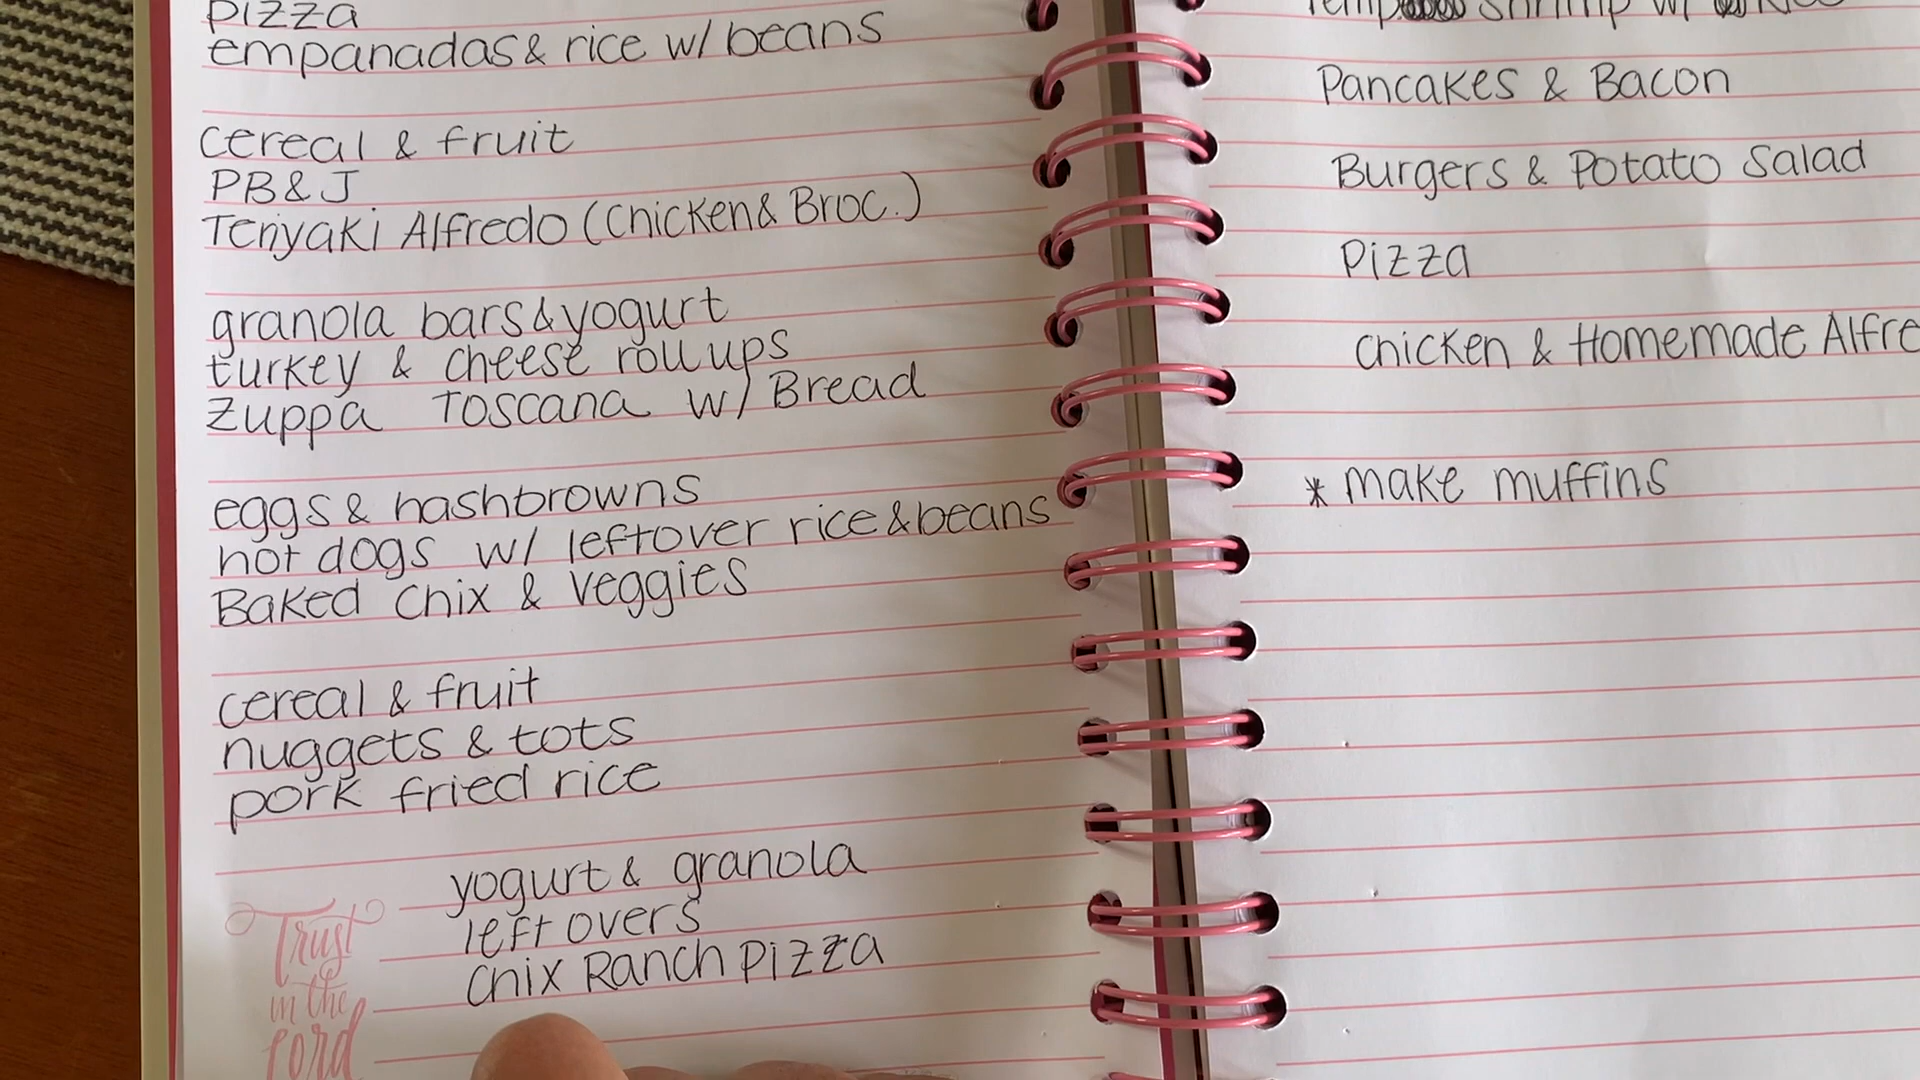 pizza
empanadas & rice w/ beans
cereal & fruit
PB & J
Teriyaki Alfredo (Chicken & Broc.)
granola bars & yogurt
turkey & cheese roll ups
Zuppa Toscana w/ Bread
eggs & hashbrowns
hot dogs w/ leftover rice & beans
Baked Chix & Veggies
cereal & fruit
nuggets & tots
pork fried rice
yogurt & granola
leftovers
Chix Ranch Pizza
Trust
in the
Lord
shrimp w/
Pancakes & Bacon
Burgers & Potato Salad
Pizza
Chicken & Homemade Alfre
* make muffins